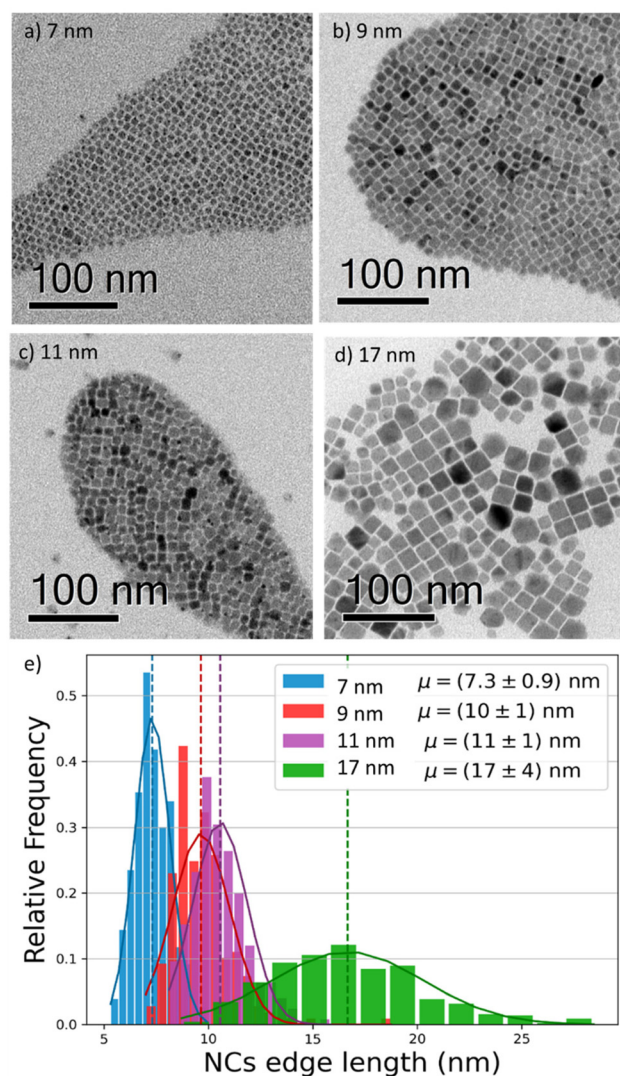 a) 7 nm
100 nm
b) 9 nm
100 nm
c) 11 nm
100 nm
d) 17 nm
100 nm
e)
Relative Frequency
0.5
0.4
0.3
0.2
0.1
0.0
7 nm μ = (7.3 ± 0.9) nm
9 nm μ = (10 ± 1) nm
11 nm μ = (11 ± 1) nm
17 nm μ = (17 ± 4) nm
5 10 15 20 25
NCs edge length (nm)